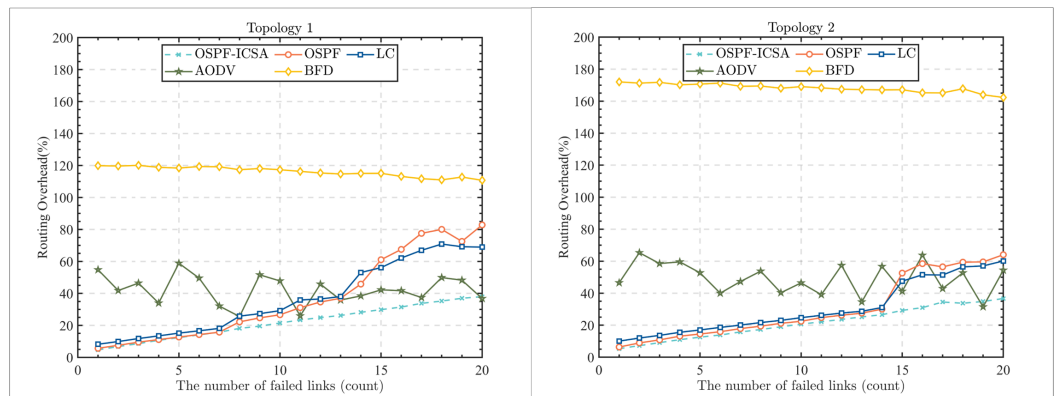 Topology 1
OSPF-ICSA OSPF LC
AODV BFD
Routing Overhead(%)
200
180
160
140
120
100
80
60
40
20
0
0 5 10 15 20
The number of failed links (count)
Topology 2
OSPF-ICSA OSPF LC
AODV BFD
Routing Overhead(%)
200
180
160
140
120
100
80
60
40
20
0
0 5 10 15 20
The number of failed links (count)